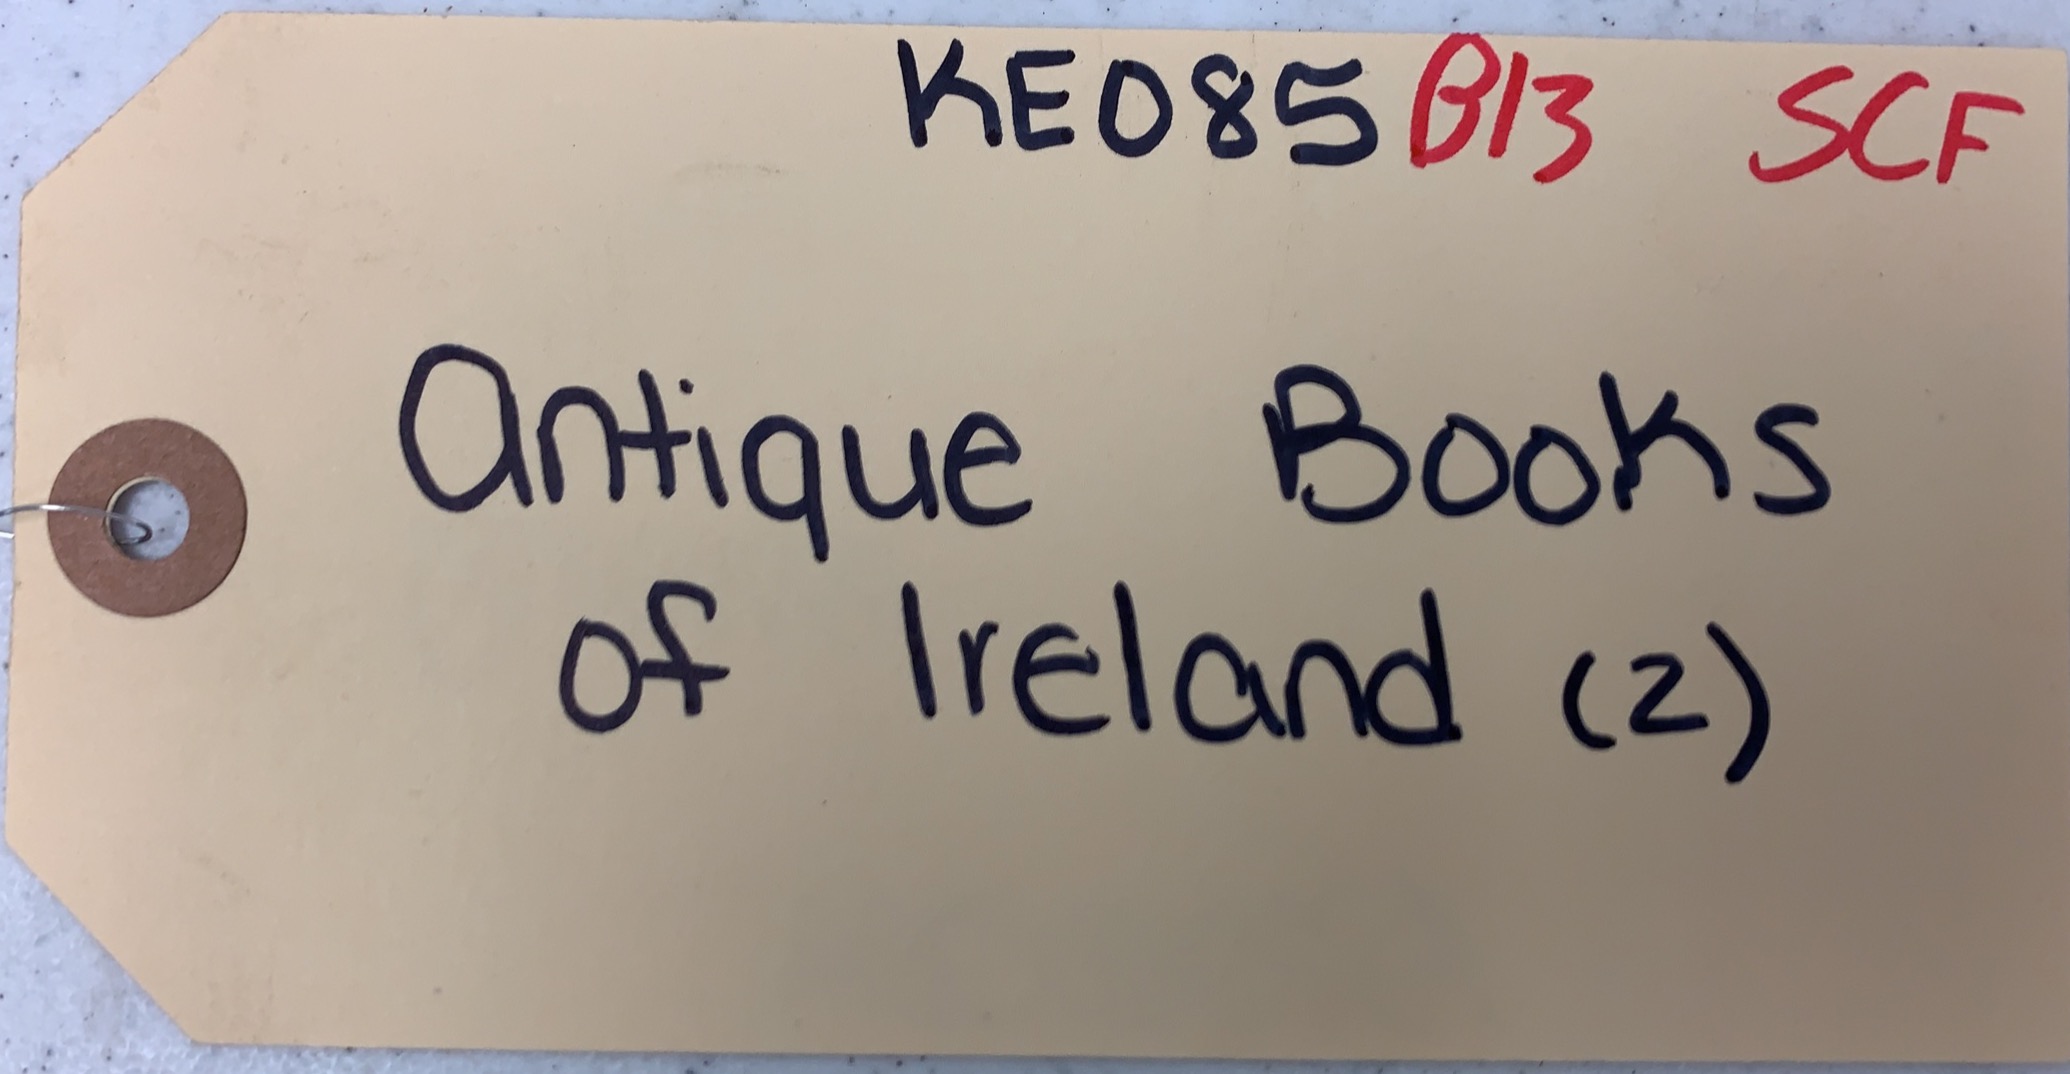 KE085 B13 SCF
Antique Books
of Ireland (2)